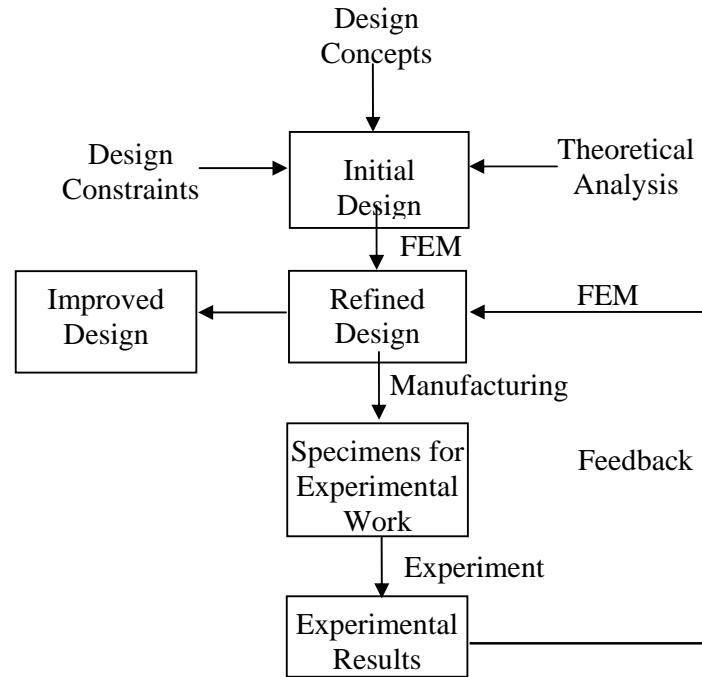 Design
Concepts
Design
Constraints
Initial
Design
Theoretical
Analysis
FEM
Improved
Design
Refined
Design
FEM
Manufacturing
Specimens for
Experimental
Work
Feedback
Experiment
Experimental
Results